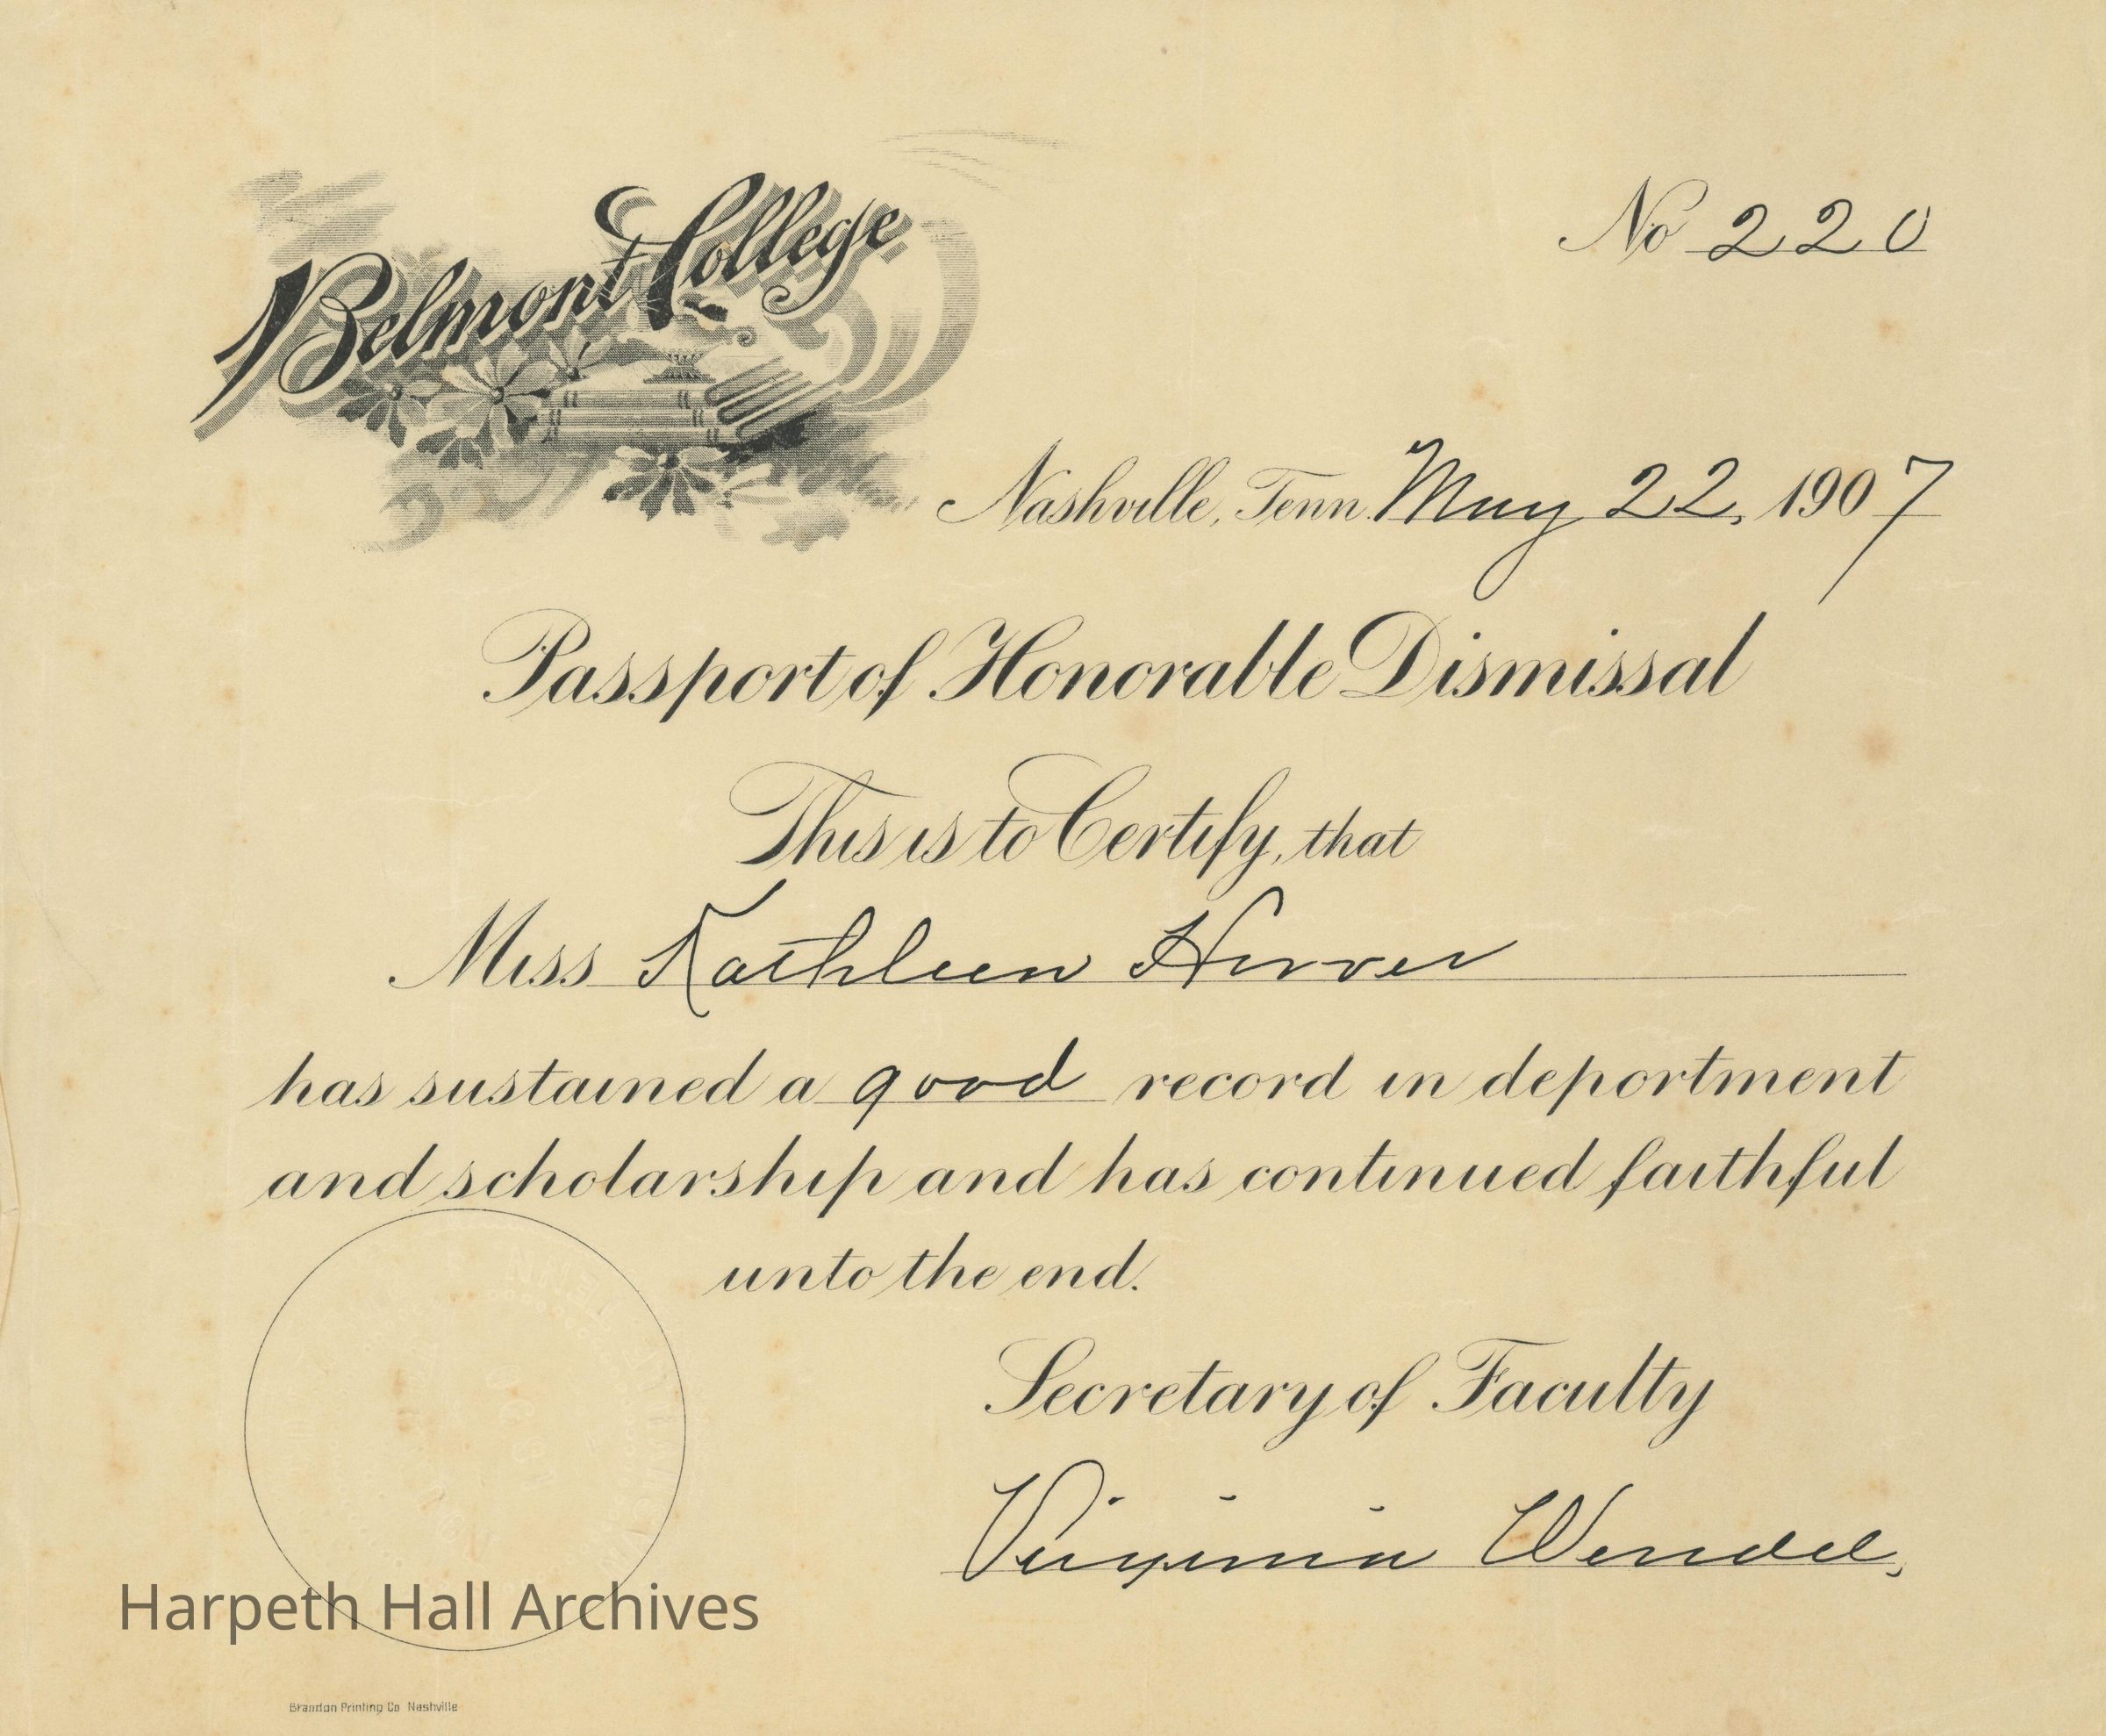 Belmont College
No 220
Nashville, Tenn. May 22, 1907
Passport of Honorable Dismissal
This is to Certify, that
Miss Kathleen
has sustained a good record in deportment
and scholarship and has continued faithful
unto the end.
Secretary of Faculty
Virginia Wendel,
Harpeth Hall Archives
Brandon Printing Co Nashville